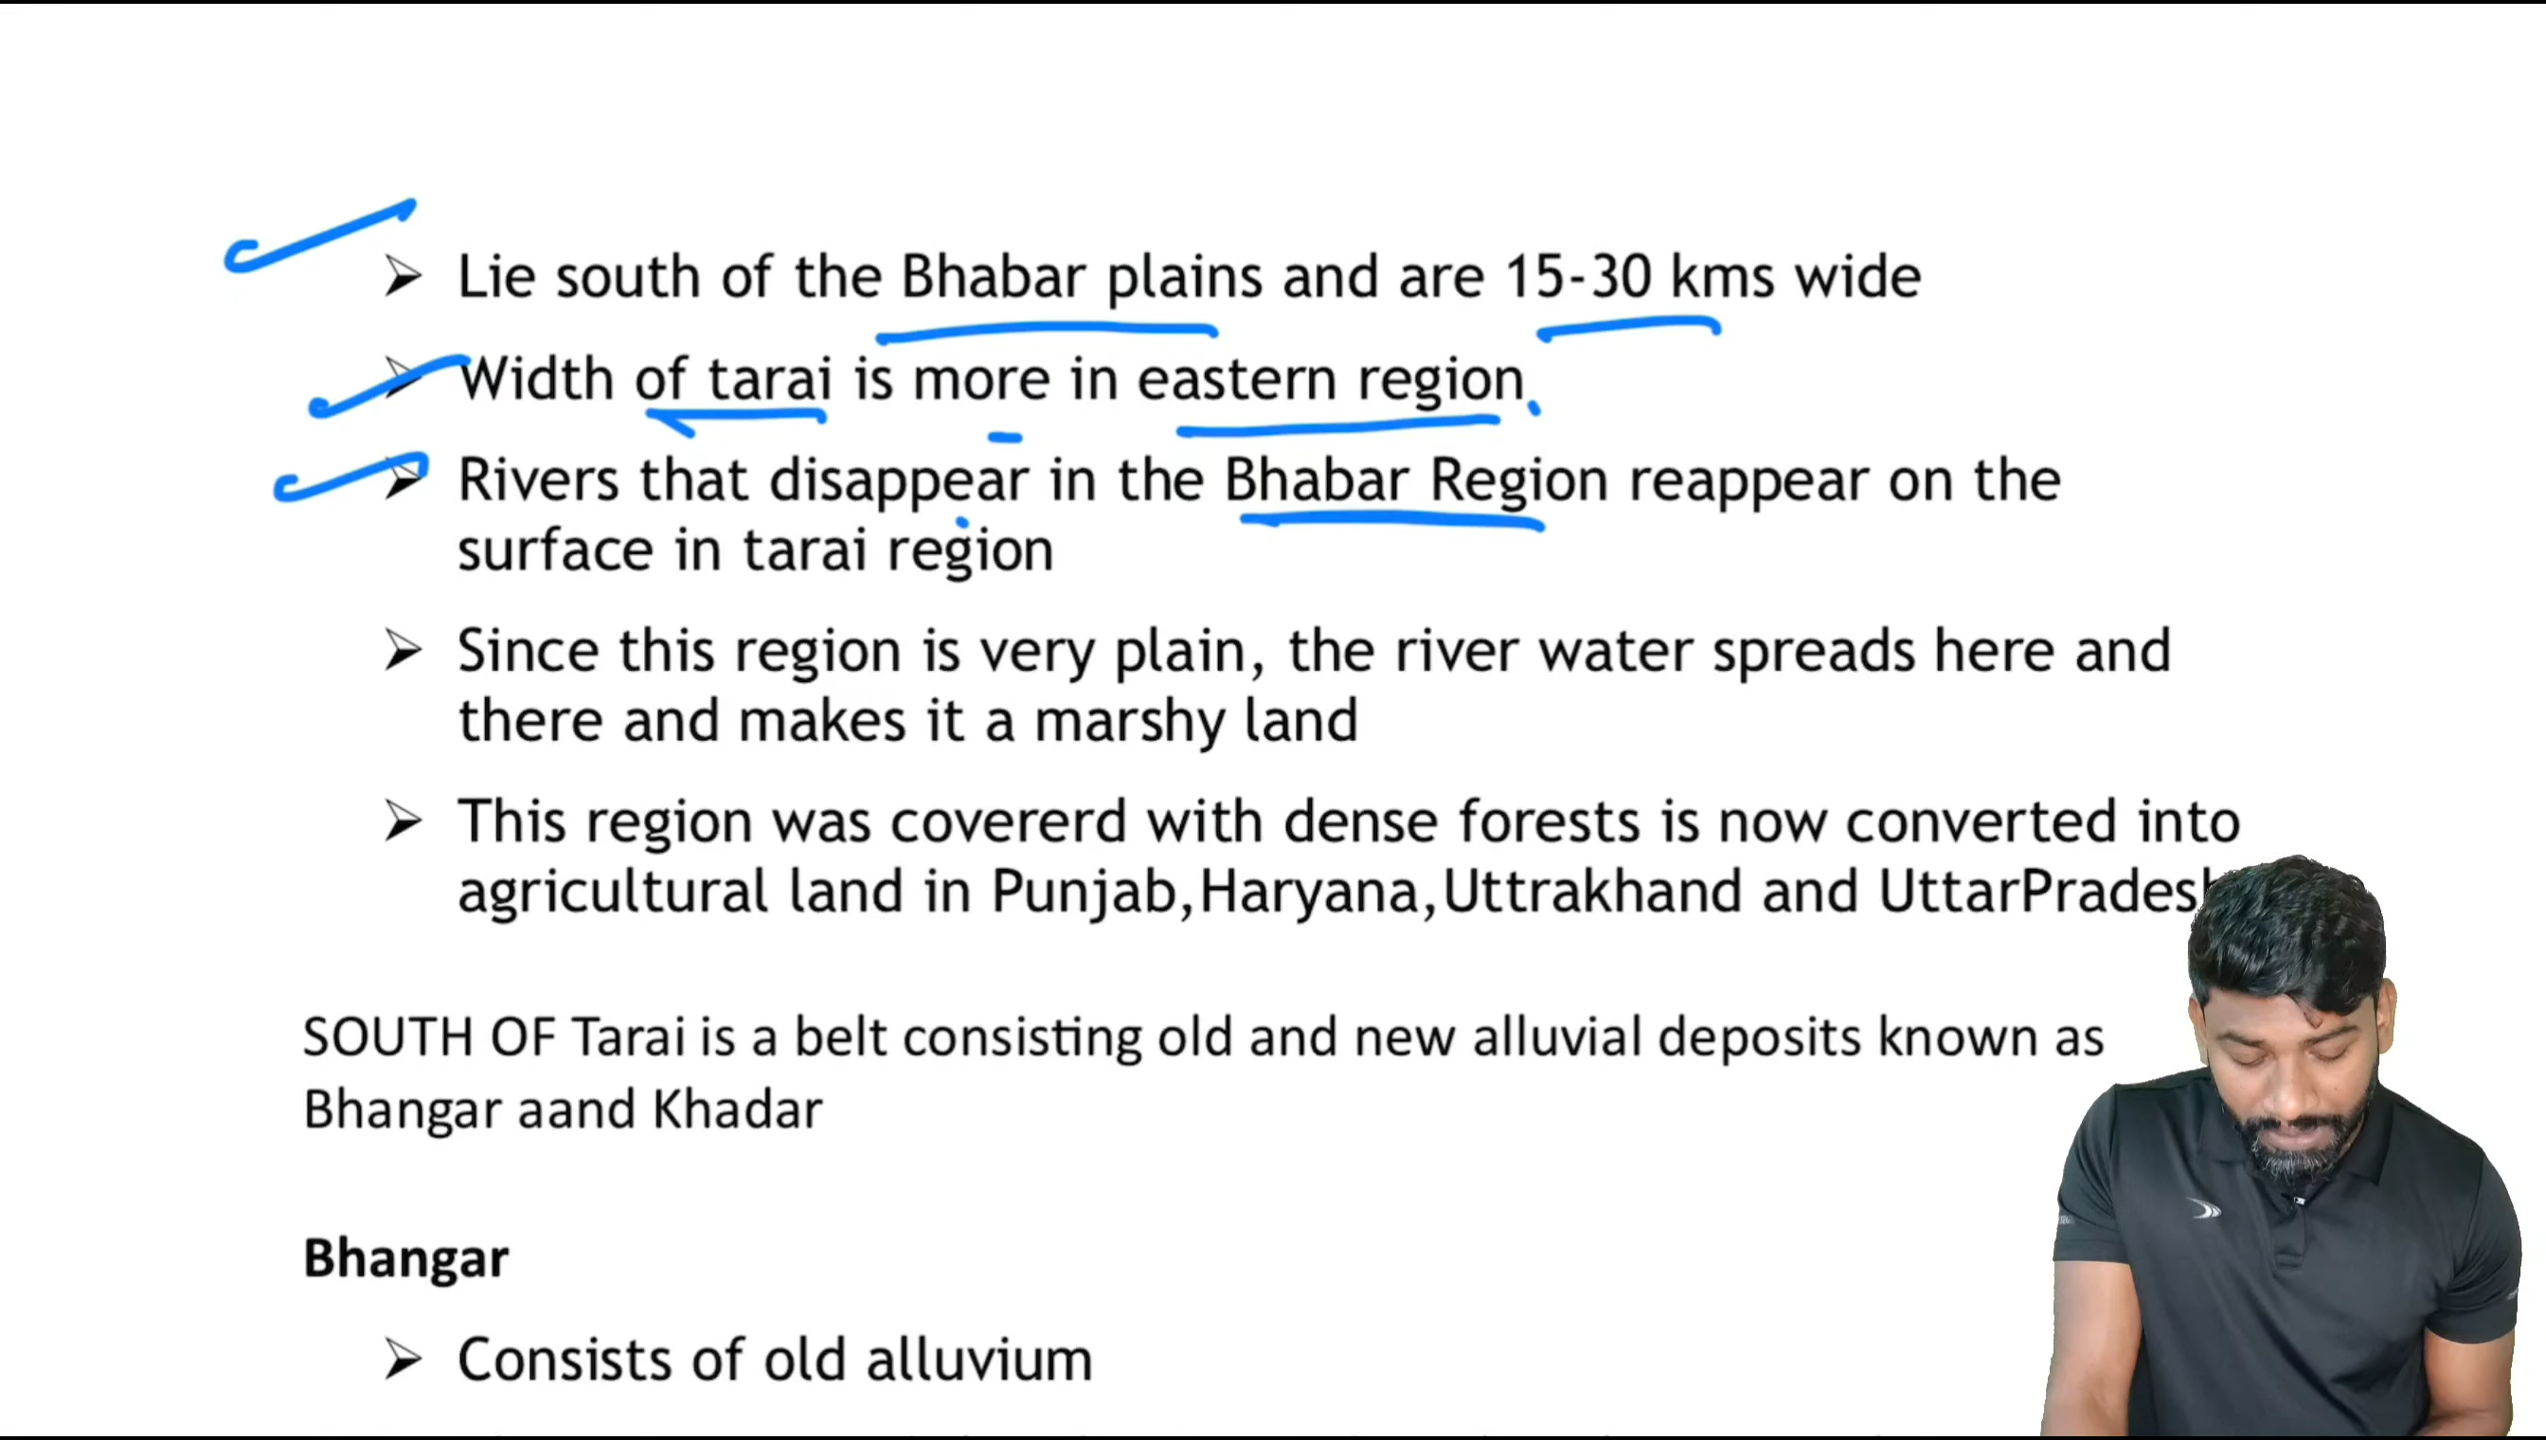 ➢ Lie south of the Bhabar plains and are 15-30 kms wide
➢ Width of tarai is more in eastern region
➢ Rivers that disappear in the Bhabar Region reappear on the
surface in tarai region
➢ Since this region is very plain, the river water spreads here and
there and makes it a marshy land
➢ This region was covererd with dense forests is now converted into
agricultural land in Punjab,Haryana,Uttrakhand and UttarPradesh
SOUTH OF Tarai is a belt consisting old and new alluvial deposits known as
Bhangar aand Khadar
Bhangar
➢ Consists of old alluvium